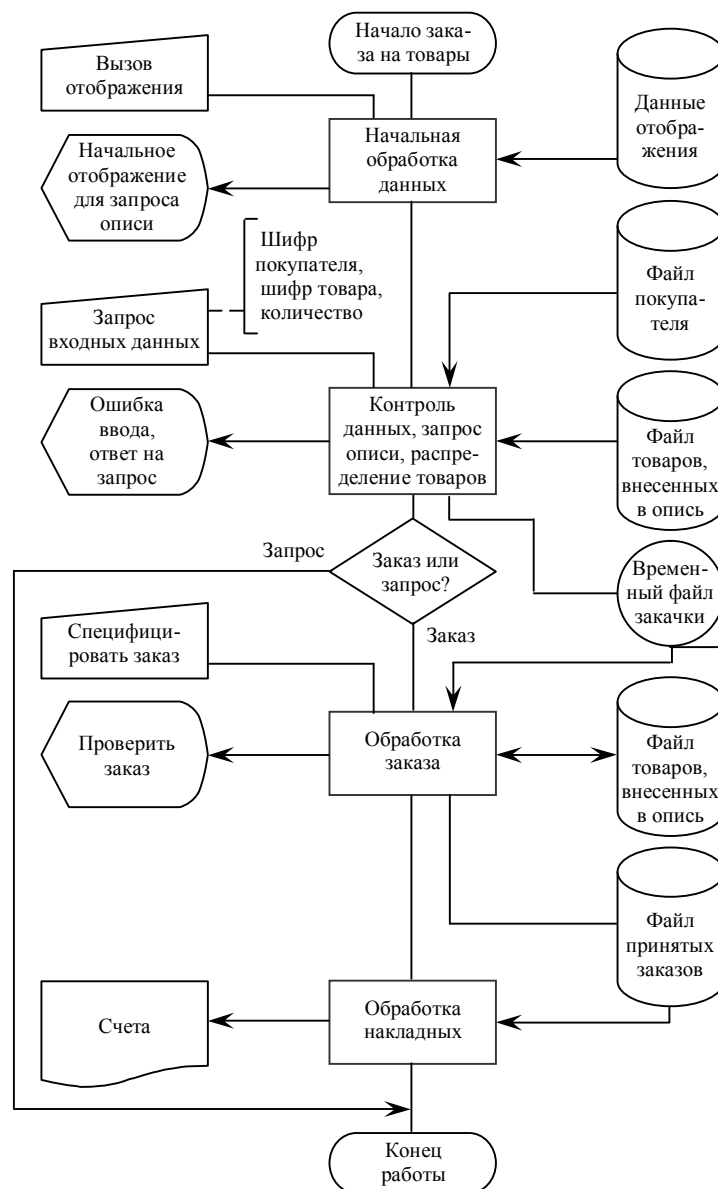 Начало зака-
за на товары
Вызов
отображения
Данные
отобра-
жения
Начальная
обработка
данных
Начальное
отображение
для запроса
описи
Шифр
покупателя,
шифр товара,
количество
Файл
покупа-
теля
Запрос
входных данных
Ошибка
ввода,
ответ на
запрос
Контроль
данных, запрос
описи, распре-
деление товаров
Файл
товаров,
внесенных
в опись
Запрос
Заказ или
запрос?
Времен-
ный файл
закачки
Заказ
Специфици-
ровать заказ
Проверить
заказ
Обработка
заказа
Файл
товаров,
внесенных
в опись
Файл
принятых
заказов
Счета
Обработка
накладных
Конец
работы